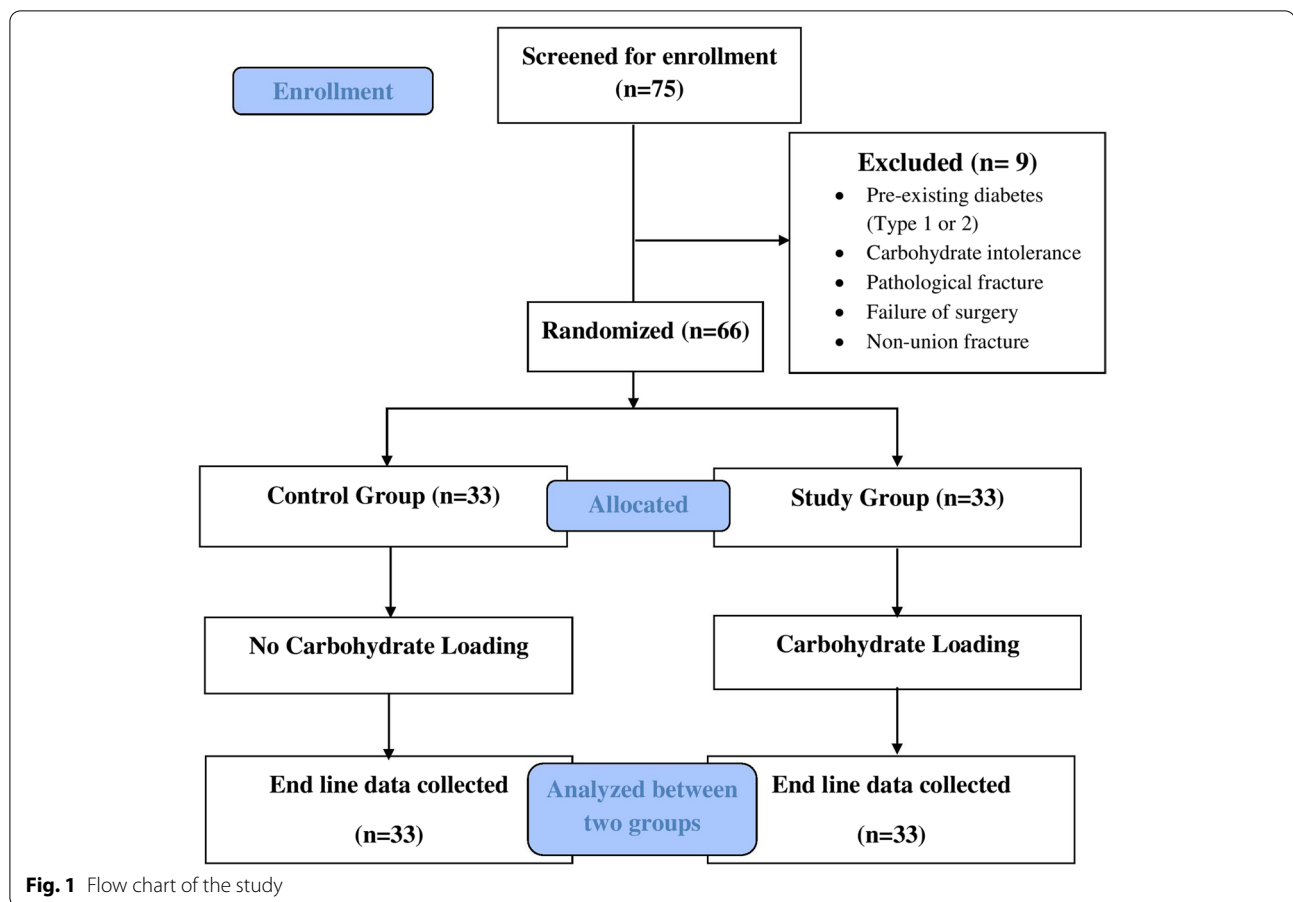 Screened for enrollment
(n=75)
Enrollment
Excluded (n= 9)
• Pre-existing diabetes
(Type 1 or 2)
• Carbohydrate intolerance
• Pathological fracture
• Failure of surgery
• Non-union fracture
Randomized (n=66)
Control Group (n=33)
Allocated
Study Group (n=33)
No Carbohydrate Loading
Carbohydrate Loading
End line data collected
(n=33)
Analyzed between
two groups
End line data collected
(n=33)
Fig. 1 Flow chart of the study